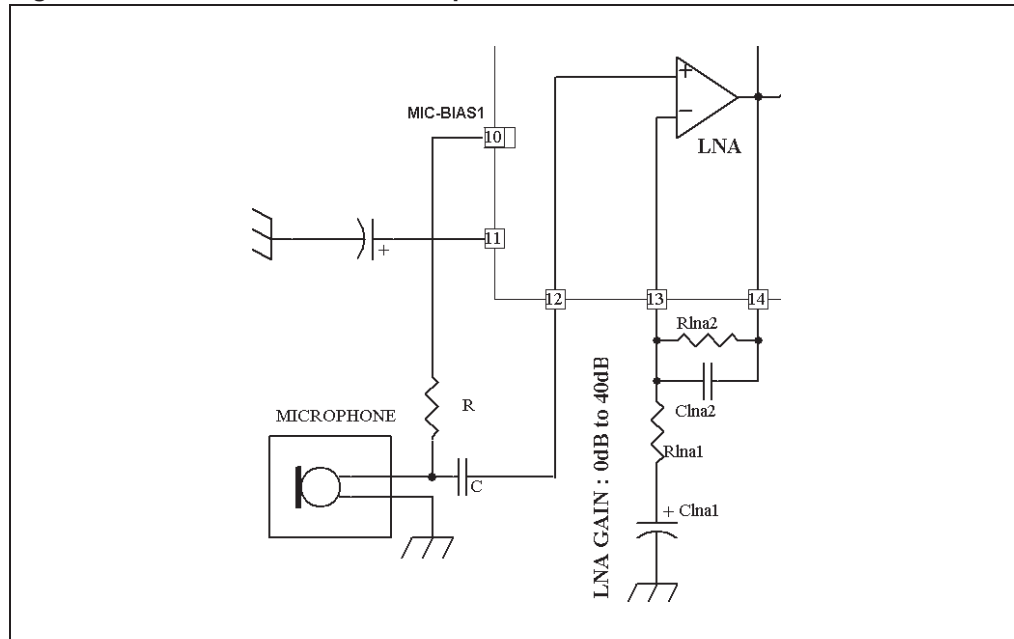 MIC-BIAS1
10
+
−
LNA
11
+
12
13
14
Rlna2
Clna2
R
MICROPHONE
Rlna1
C
+ Clna1
LNA GAIN : 0dB to 40dB